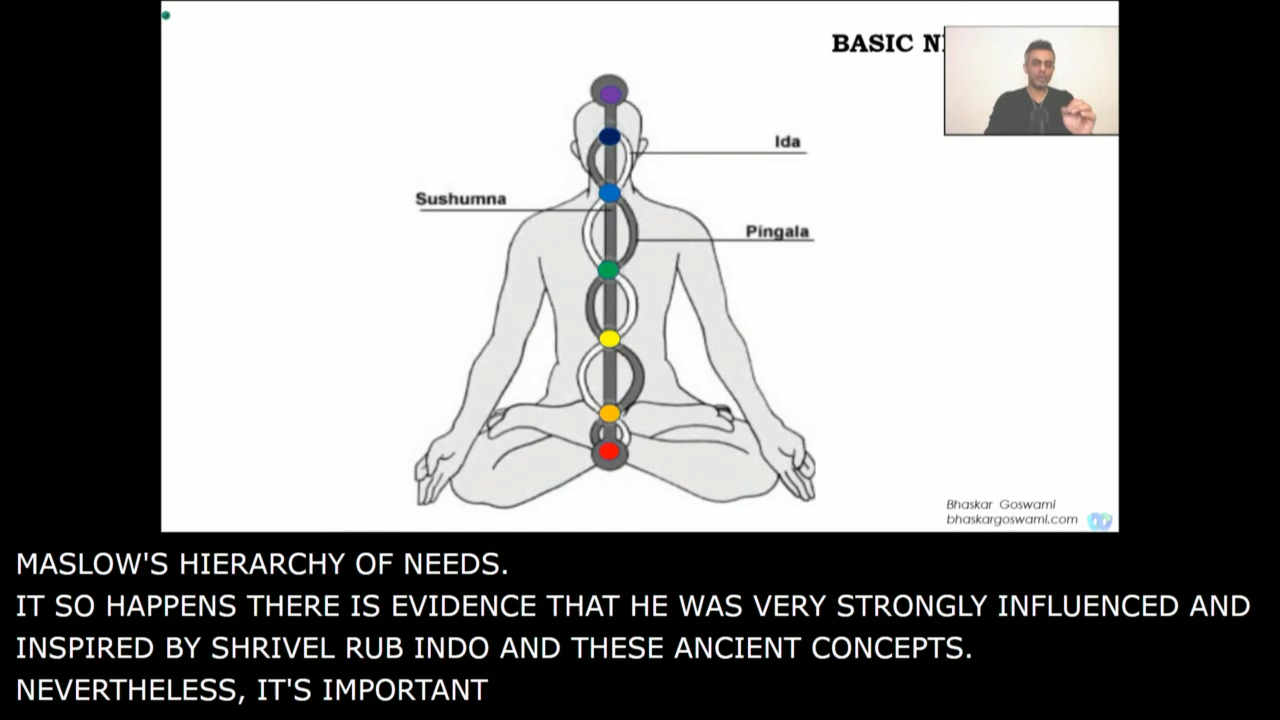 BASIC N
Ida
Sushumna
Pingala
Bhaskar Goswami
bhaskargoswami.com
MASLOW'S HIERARCHY OF NEEDS.
IT SO HAPPENS THERE IS EVIDENCE THAT HE WAS VERY STRONGLY INFLUENCED AND
INSPIRED BY SHRIVEL RUB INDO AND THESE ANCIENT CONCEPTS.
NEVERTHELESS, IT'S IMPORTANT